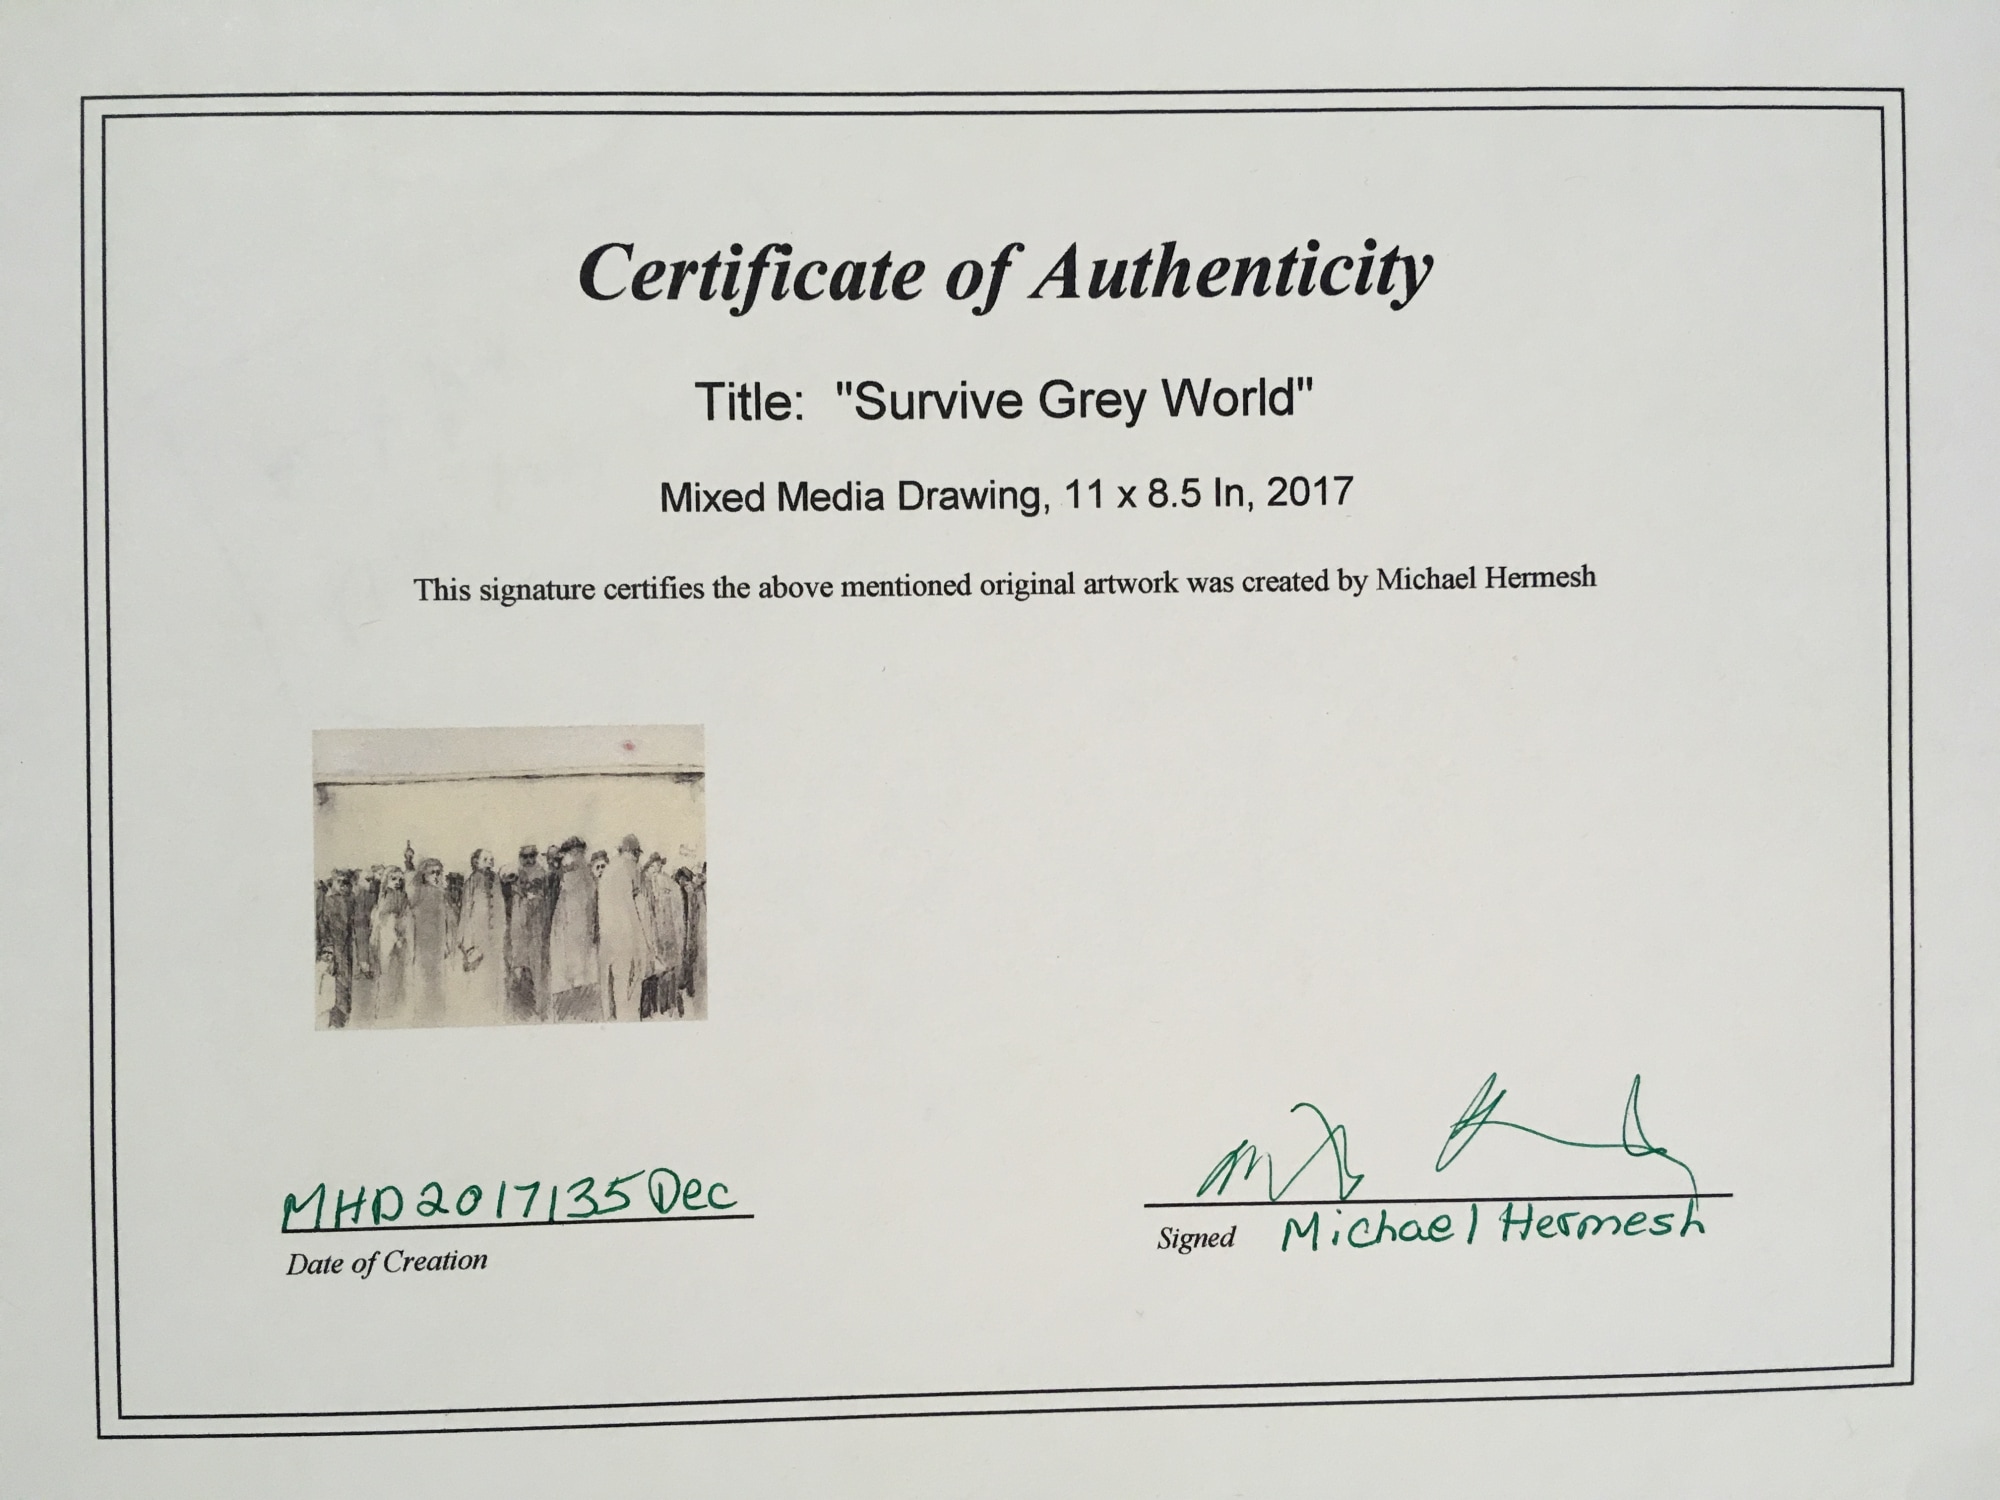 Certificate of Authenticity
Title: "Survive Grey World"
Mixed Media Drawing, 11 x 8.5 In, 2017
This signature certifies the above mentioned original artwork was created by Michael Hermesh
MHD2017135Dec
Date of Creation
Signed Michael Hermesh